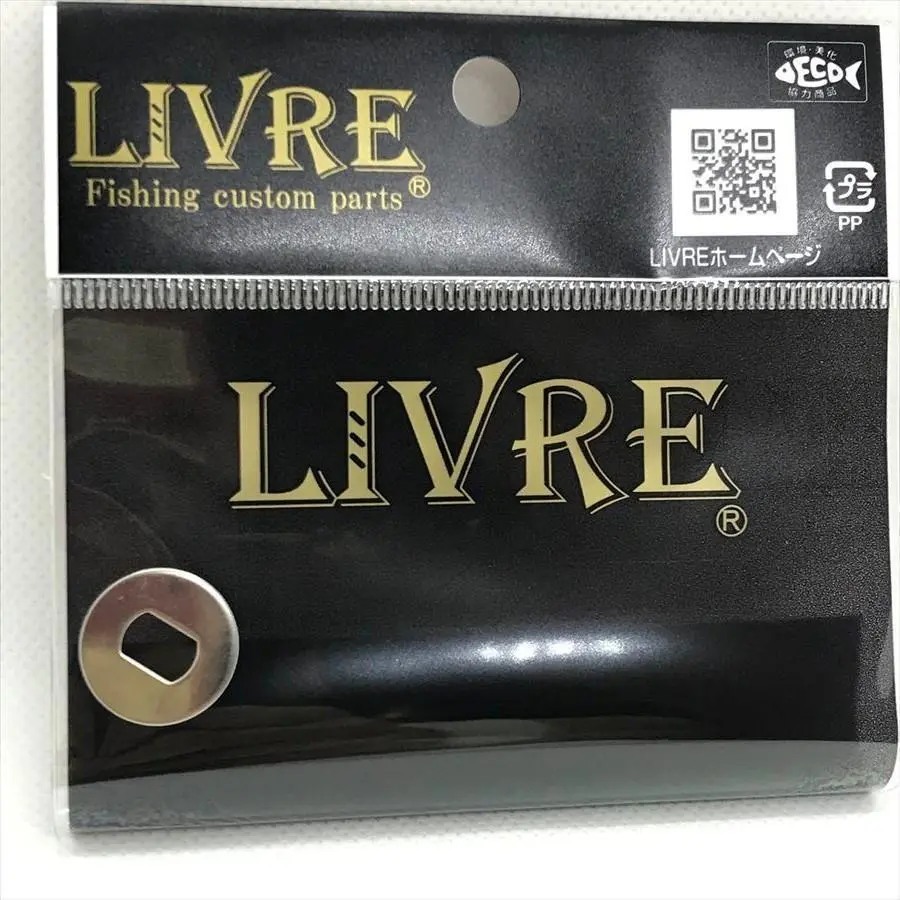 LIVRE
Fishing custom parts®
環境・美化
ECO
協力商品
プラ
PP
LIVREホームページ
LIVRE
®